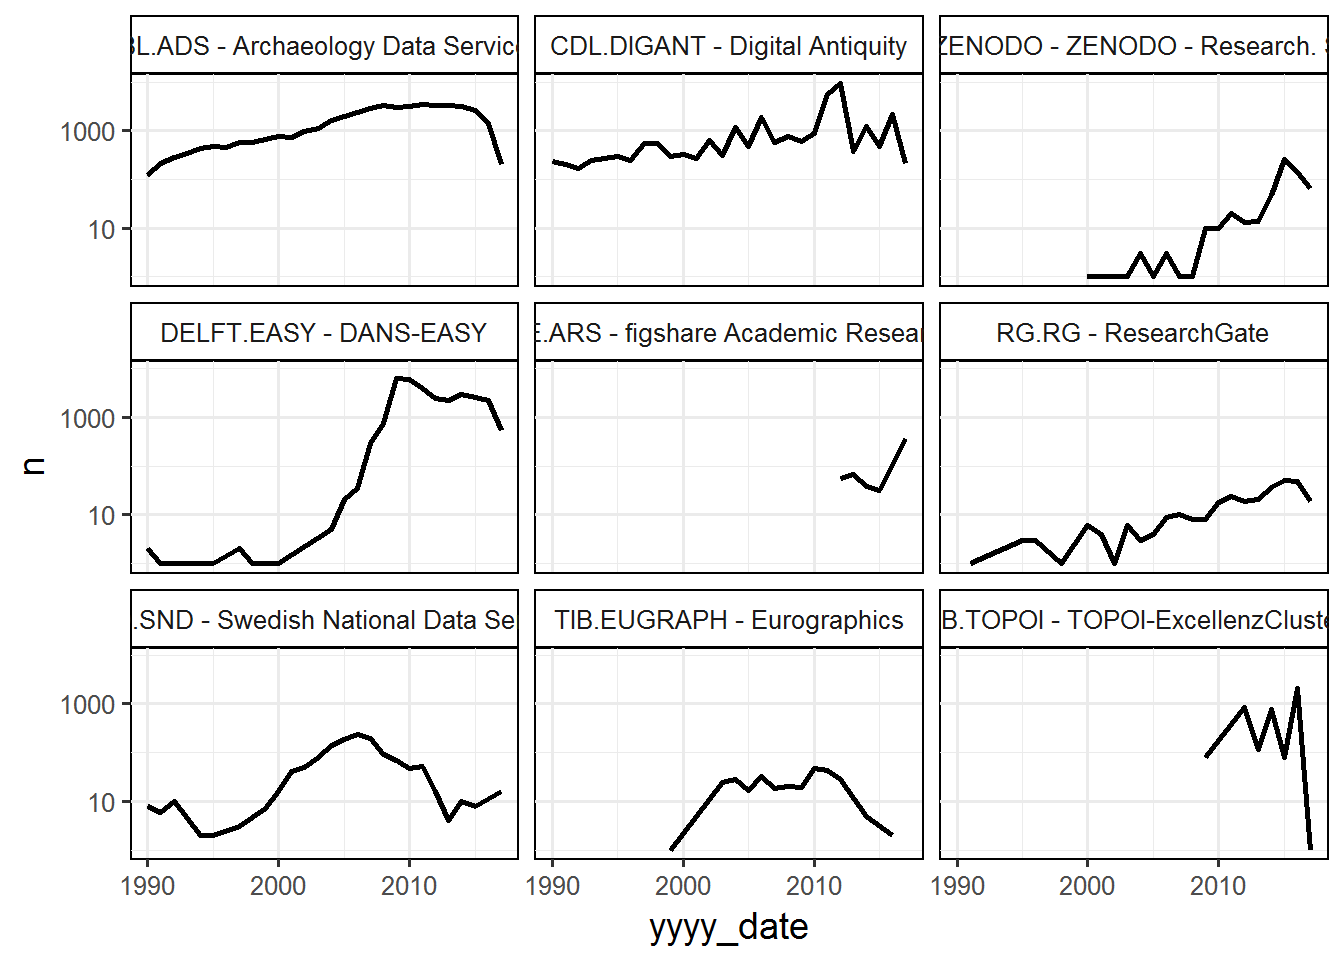 BL.ADS - Archaeology Data Service
CDL.DIGANT - Digital Antiquity
ZENODO - ZENODO - Research. S
1000
10
DELFT.EASY - DANS-EASY
E.ARS - figshare Academic Resear
RG.RG - ResearchGate
1000
10
.SND - Swedish National Data Se
TIB.EUGRAPH - Eurographics
B.TOPOI - TOPOI-ExcellenzCluste
1000
10
1990 2000 2010
1990 2000 2010
1990 2000 2010
n
yyyy_date